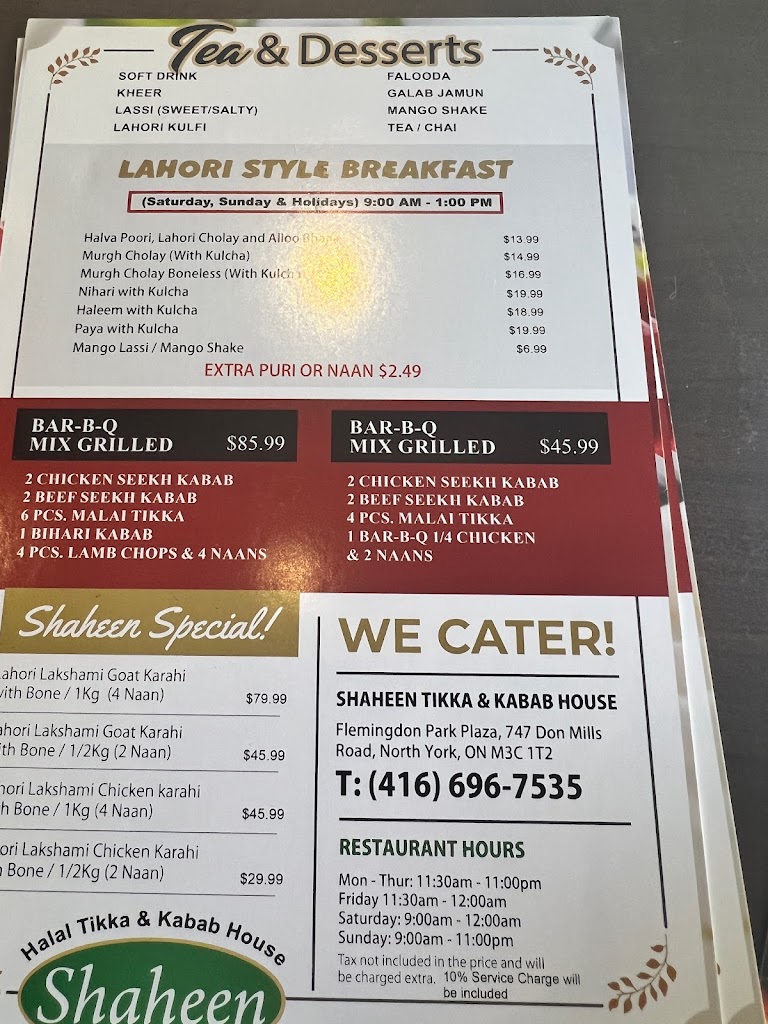 Tea & Desserts
SOFT DRINK
KHEER
LASSI (SWEET/SALTY)
LAHORI KULFI
FALOODA
GALAB JAMUN
MANGO SHAKE
TEA / CHAI
LAHORI STYLE BREAKFAST
(Saturday, Sunday & Holidays) 9:00 AM - 1:00 PM
Halva Poori, Lahori Cholay and Aloo $13.99
Murgh Cholay (With Kulcha) $14.99
Murgh Cholay Boneless (With $16.99
Nihari with Kulcha $19.99
Haleem with Kulcha $18.99
Paya with Kulcha $19.99
Mango Lassi / Mango Shake $6.99
EXTRA PURI OR NAAN $2.49
BAR-B-Q
MIX GRILLED $85.99
2 CHICKEN SEEKH KABAB
2 BEEF SEEKH KABAB
6 PCS. MALAI TIKKA
1 BIHARI KABAB
4 PCS. LAMB CHOPS & 4 NAANS
BAR-B-Q
MIX GRILLED $45.99
2 CHICKEN SEEKH KABAB
2 BEEF SEEKH KABAB
4 PCS. MALAI TIKKA
1 BAR-B-Q 1/4 CHICKEN
& 2 NAANS
Shaheen Special!
Lahori Lakshami Goat Karahi
with Bone / 1Kg (4 Naan) $79.99
ahori Lakshami Goat Karahi
ith Bone / 1/2Kg (2 Naan) $45.99
hori Lakshami Chicken karahi
h Bone / 1Kg (4 Naan) $45.99
ori Lakshami Chicken Karahi
Bone / 1/2Kg (2 Naan) $29.99
Halal Tikka & Kabab House
Shaheen
WE CATER!
SHAHEEN TIKKA & KABAB HOUSE
Flemingdon Park Plaza, 747 Don Mills
Road, North York, ON M3C 1T2
T: (416) 696-7535
RESTAURANT HOURS
Mon - Thur: 11:30am - 11:00pm
Friday 11:30am - 12:00am
Saturday: 9:00am - 12:00am
Sunday: 9:00am - 11:00pm
Tax not included in the price and will
be charged extra. 10% Service Charge will
be included